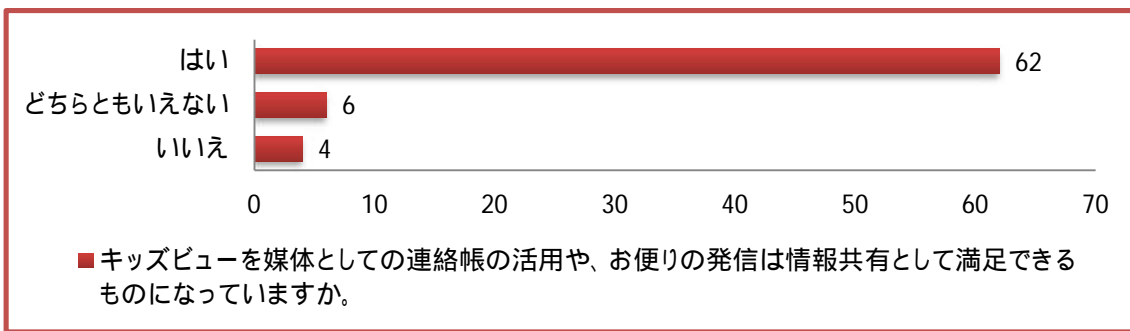 はい 62
どちらともいえない 6
いいえ 4
0 10 20 30 40 50 60 70
キッズビューを媒体としての連絡帳の活用や、お便りの発信は情報共有として満足できる
ものになっていますか。